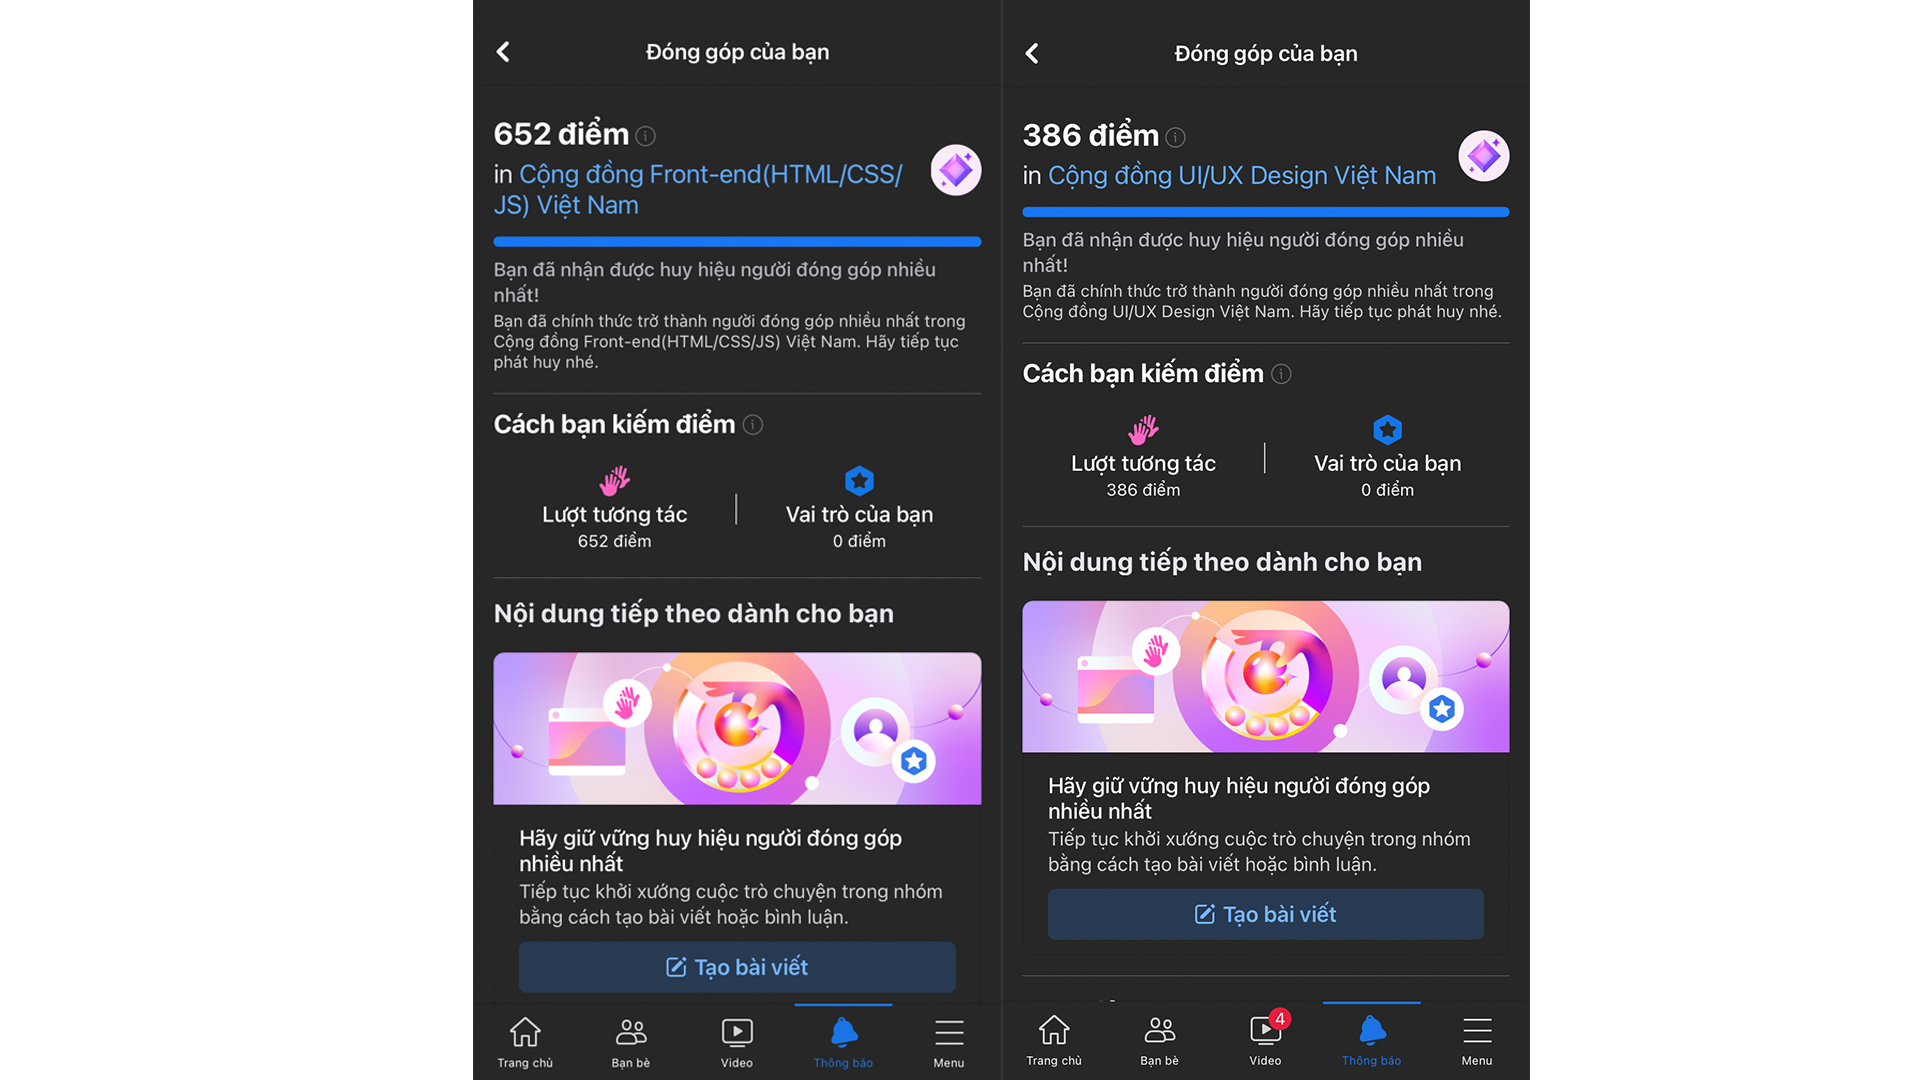 Đóng góp của bạn
652 điểm
in Cộng đồng Front-end(HTML/CSS/
JS) Việt Nam
Bạn đã nhận được huy hiệu người đóng góp nhiều
nhất!
Bạn đã chính thức trở thành người đóng góp nhiều nhất trong
Cộng đồng Front-end(HTML/CSS/JS) Việt Nam. Hãy tiếp tục
phát huy nhé.
Cách bạn kiếm điểm
Lượt tương tác
652 điểm
Vai trò của bạn
0 điểm
Nội dung tiếp theo dành cho bạn
Hãy giữ vững huy hiệu người đóng góp
nhiều nhất
Tiếp tục khởi xướng cuộc trò chuyện trong nhóm
bằng cách tạo bài viết hoặc bình luận.
Tạo bài viết
Trang chủ
Bạn bè
Video
Thông báo
Menu
Đóng góp của bạn
386 điểm
in Cộng đồng UI/UX Design Việt Nam
Bạn đã nhận được huy hiệu người đóng góp nhiều
nhất!
Bạn đã chính thức trở thành người đóng góp nhiều nhất trong
Cộng đồng UI/UX Design Việt Nam. Hãy tiếp tục phát huy nhé.
Cách bạn kiếm điểm
Lượt tương tác
386 điểm
Vai trò của bạn
0 điểm
Nội dung tiếp theo dành cho bạn
Hãy giữ vững huy hiệu người đóng góp
nhiều nhất
Tiếp tục khởi xướng cuộc trò chuyện trong nhóm
bằng cách tạo bài viết hoặc bình luận.
Tạo bài viết
Trang chủ
Bạn bè
4
Video
Thông báo
Menu